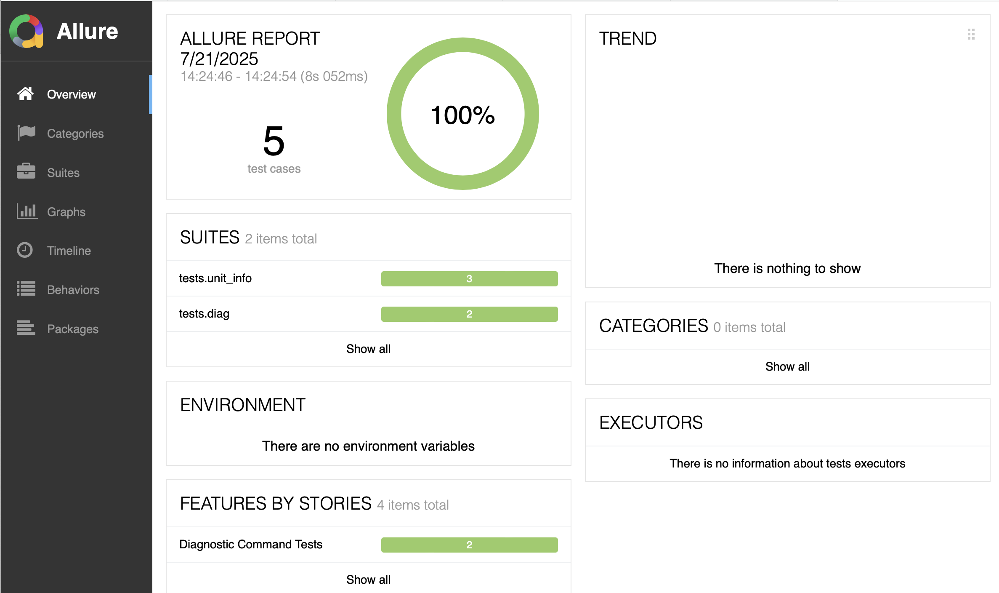 Allure
Overview
Categories
Suites
Graphs
Timeline
Behaviors
Packages
ALLURE REPORT
7/21/2025
14:24:46 - 14:24:54 (8s 052ms)
5
test cases
100%
SUITES 2 items total
tests.unit_info 3
tests.diag 2
Show all
ENVIRONMENT
There are no environment variables
FEATURES BY STORIES 4 items total
Diagnostic Command Tests 2
Show all
TREND
There is nothing to show
CATEGORIES 0 items total
Show all
EXECUTORS
There is no information about tests executors